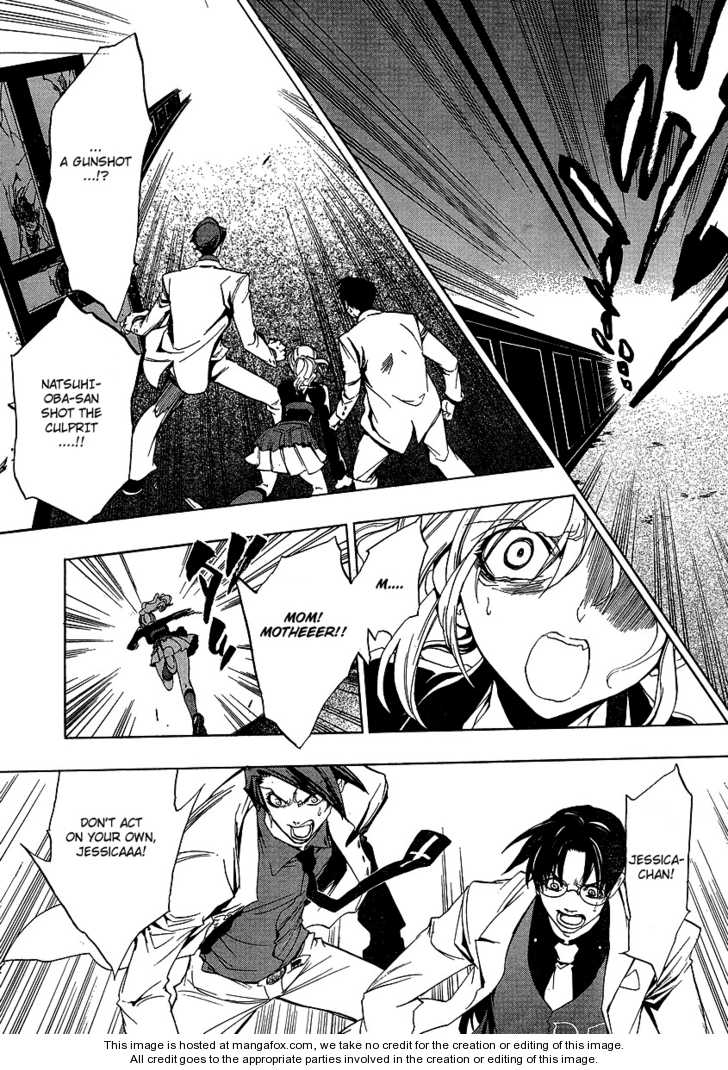 ...
A GUNSHOT
...!?
NATSUHI-
OBA-SAN
SHOT THE
CULPRIT
....!!
M....
MOM!
MOTHEEER!!
ダッ
JESSICA-
CHAN!
DON'T ACT
ON YOUR OWN,
JESSICAAA!
This image is hosted at mangafox.com, we take no credit for the creation or editing of this image.
All credit goes to the appropriate parties involved in the creation or editing of this image.